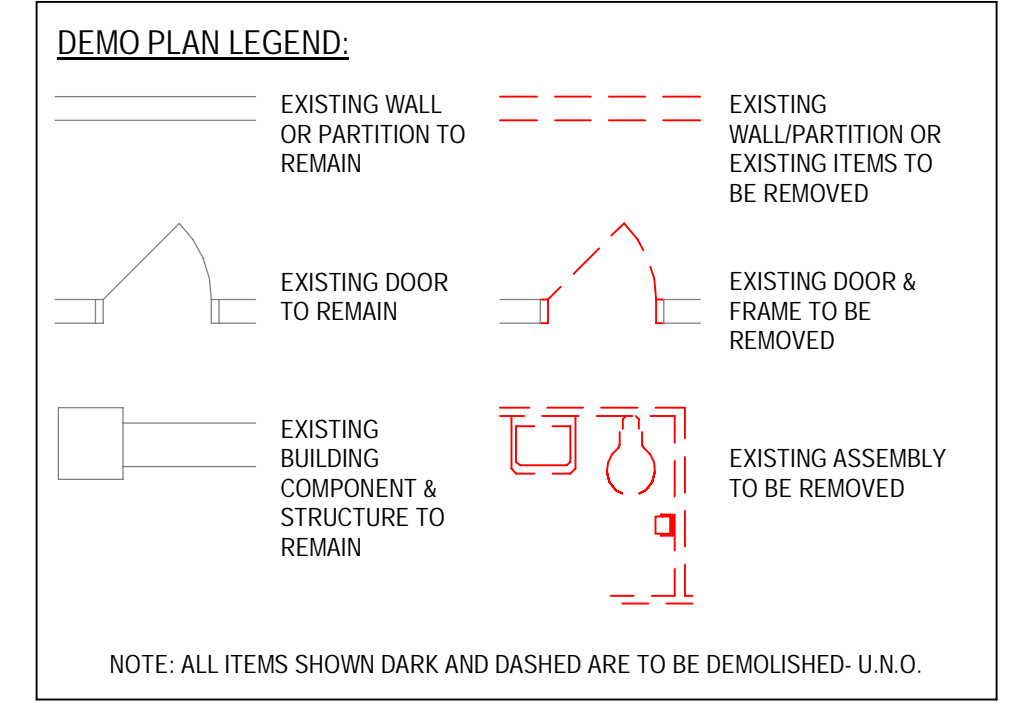 DEMO PLAN LEGEND:
EXISTING WALL
OR PARTITION TO
REMAIN
EXISTING
WALL/PARTITION OR
EXISTING ITEMS TO
BE REMOVED
EXISTING DOOR
TO REMAIN
EXISTING DOOR &
FRAME TO BE
REMOVED
EXISTING
BUILDING
COMPONENT &
STRUCTURE TO
REMAIN
EXISTING ASSEMBLY
TO BE REMOVED
NOTE: ALL ITEMS SHOWN DARK AND DASHED ARE TO BE DEMOLISHED- U.N.O.